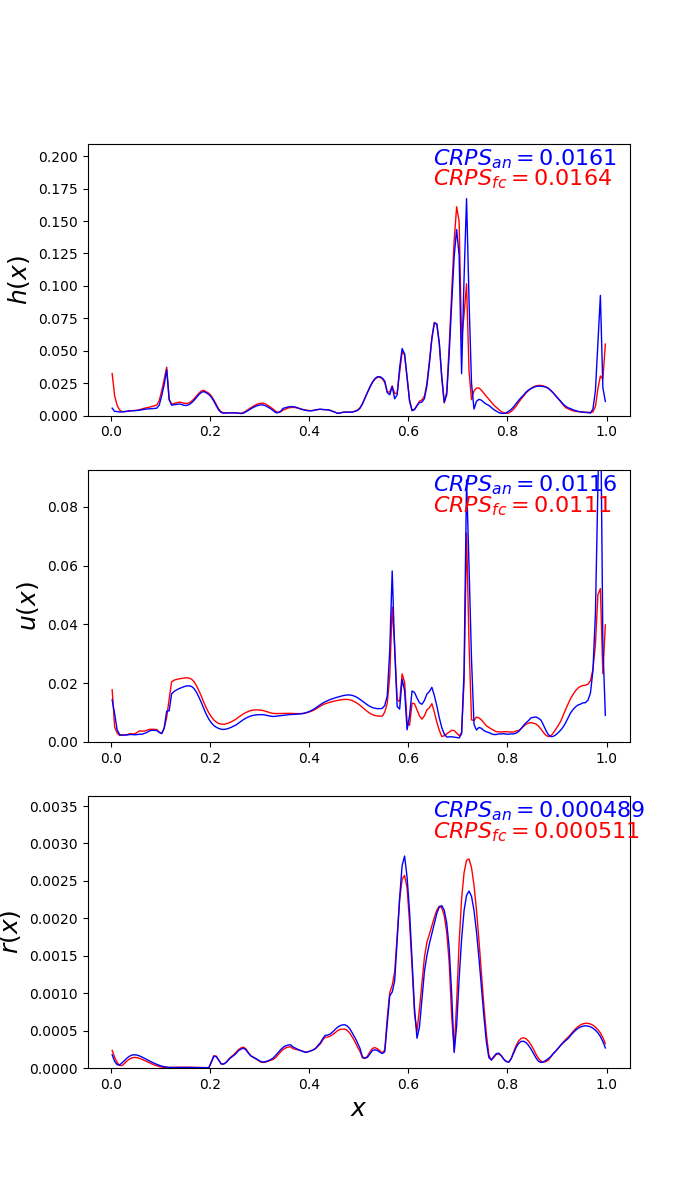 CRPS_an = 0.0161
CRPS_fc = 0.0164
0.200
0.175
0.150
0.125
0.100
0.075
0.050
0.025
0.000
h(x)
0.0 0.2 0.4 0.6 0.8 1.0
CRPS_an = 0.0116
CRPS_fc = 0.0111
0.08
0.06
0.04
0.02
0.00
u(x)
0.0 0.2 0.4 0.6 0.8 1.0
CRPS_an = 0.000489
CRPS_fc = 0.000511
0.0035
0.0030
0.0025
0.0020
0.0015
0.0010
0.0005
0.0000
r(x)
0.0 0.2 0.4 0.6 0.8 1.0
x